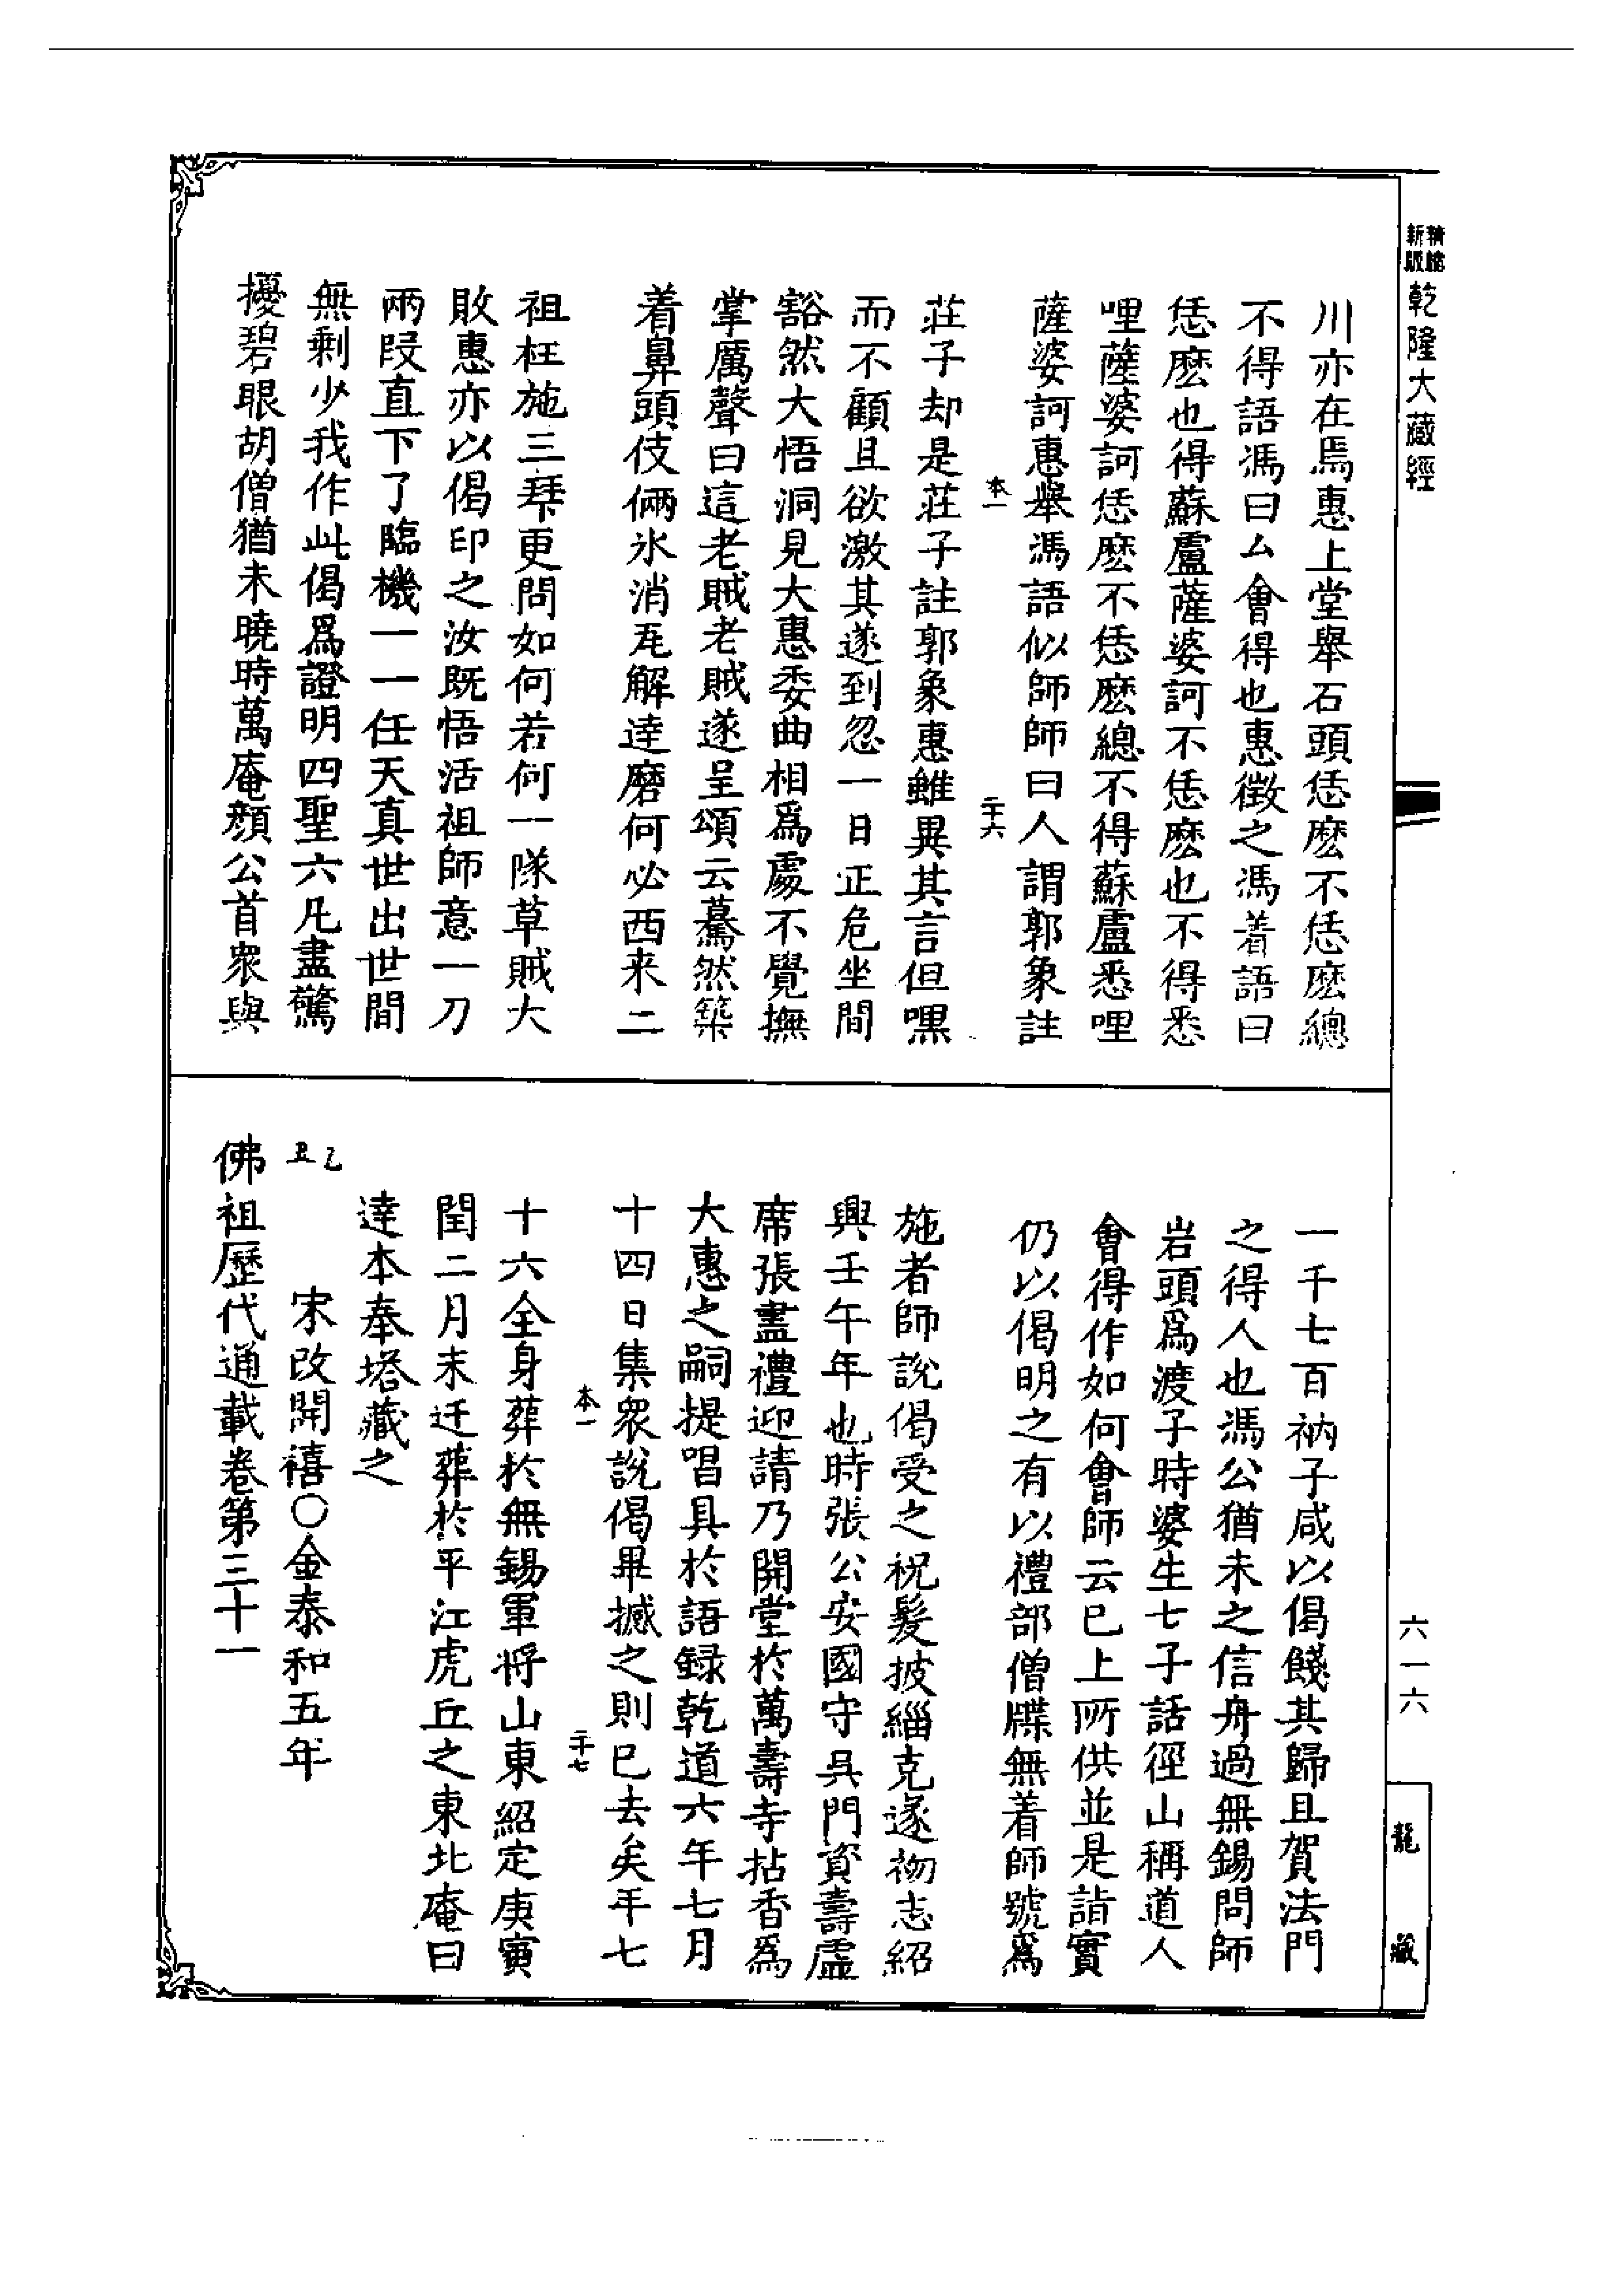 新版精縮
乾隆大藏經
川亦在焉惠上堂舉石頭恁麽不恁麽總
不得語馮曰厶會得也惠徵之馮着語曰
恁麽也得蘇盧薩婆訶不恁麽也不得悉
哩薩婆訶恁麽不恁麽總不得蘇盧悉哩
薩婆訶惠舉馮語似師師曰人謂郭象註
本一
二十六
莊子却是莊子註郭象惠雖異其言但嘿
而不顧且欲激其遂到忽一日正危坐間
豁然大悟洞見大惠委曲相爲處不覺撫
掌厲聲曰這老賊老賊遂呈頌云驀然築
着鼻頭伎倆氷消瓦解達磨何必西来二
祖枉施三拜更問如何若何一隊草賊大
敗惠亦以偈印之汝既悟活祖師意一刀
兩段直下了臨機一一任天真世出世間
無剩少我作此偈爲證明四聖六凡盡驚
擾碧眼胡僧猶未曉時萬庵顏公首衆與
一千七百衲子咸以偈餞其歸且賀法門
之得人也馮公猶未之信舟過無錫問師
岩頭爲渡子時婆生七子話徑山稱道人
會得作如何會師云已上所供並是詣實
仍以偈明之有以禮部僧牒無着師號爲
施者師說偈受之祝髮披緇克遂初志紹
興壬午年也時張公安國守吳門資壽虛
席張盡禮迎請乃開堂於萬壽寺拈香爲
大惠之嗣提唱具於語録乾道六年七月
十四日集衆說偈畢撼之則已去矣年七
本一
二十七
十六全身葬於無錫軍將山東紹定庚寅
閏二月末迁葬於平江虎丘之東北庵曰
達本奉塔藏之
乙丑
宋改開禧○金泰和五年
佛祖歷代通載卷第三十一
六一六
龍藏